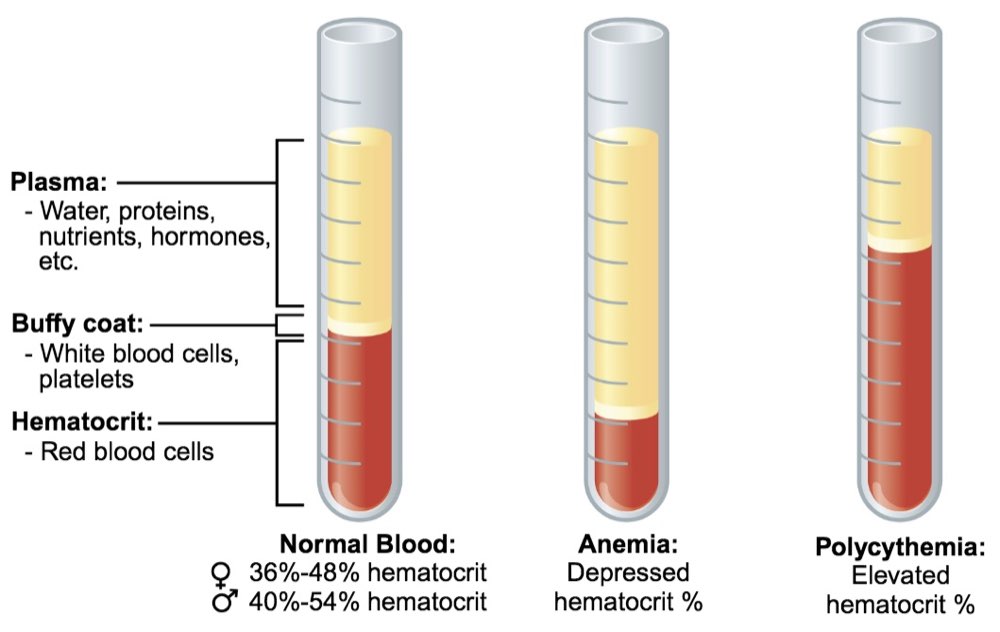 Plasma:
- Water, proteins,
nutrients, hormones,
etc.
Buffy coat:
- White blood cells,
platelets
Hematocrit:
- Red blood cells
Normal Blood:
♀ 36%-48% hematocrit
♂ 40%-54% hematocrit
Anemia:
Depressed
hematocrit %
Polycythemia:
Elevated
hematocrit %